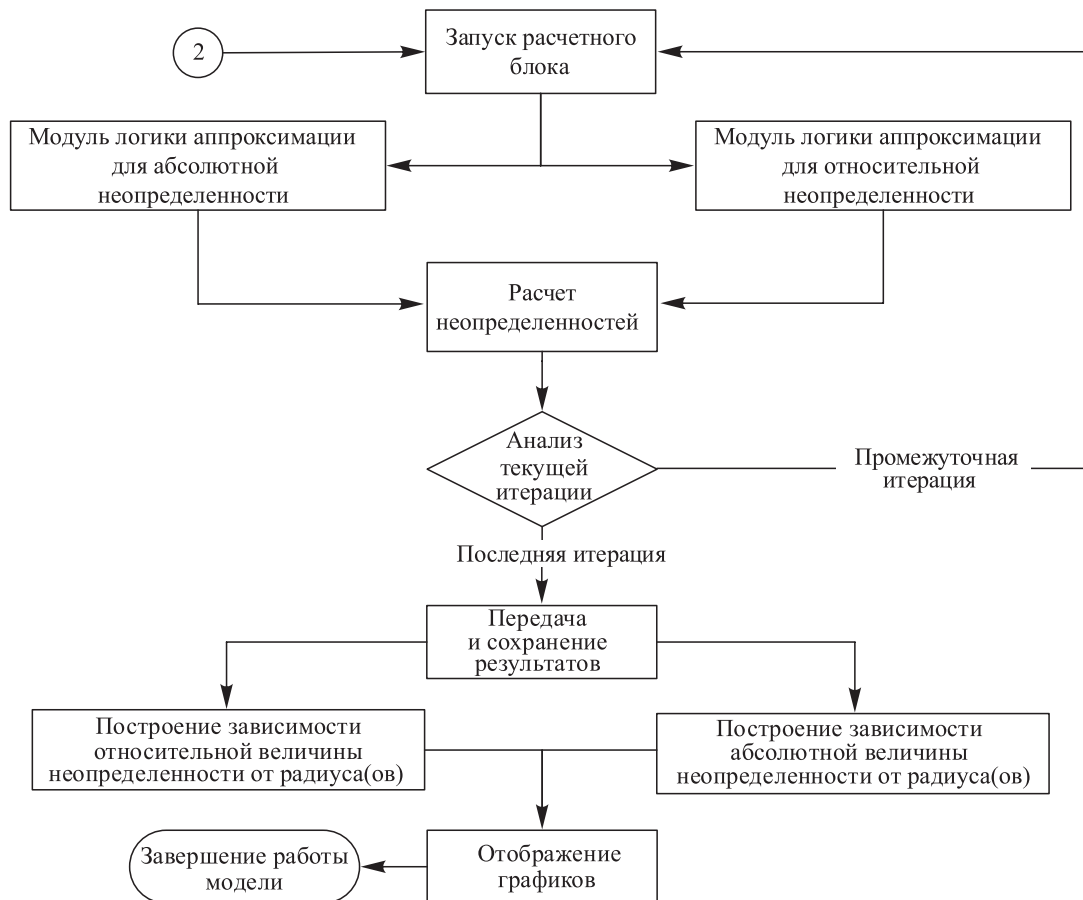 2
Запуск расчетного
блока
Модуль логики аппроксимации
для абсолютной
неопределенности
Модуль логики аппроксимации
для относительной
неопределенности
Расчет
неопределенностей
Анализ
текущей
итерации
Промежуточная
итерация
Последняя итерация
Передача
и сохранение
результатов
Построение зависимости
относительной величины
неопределенности от радиуса(ов)
Построение зависимости
абсолютной величины
неопределенности от радиуса(ов)
Завершение работы
модели
Отображение
графиков